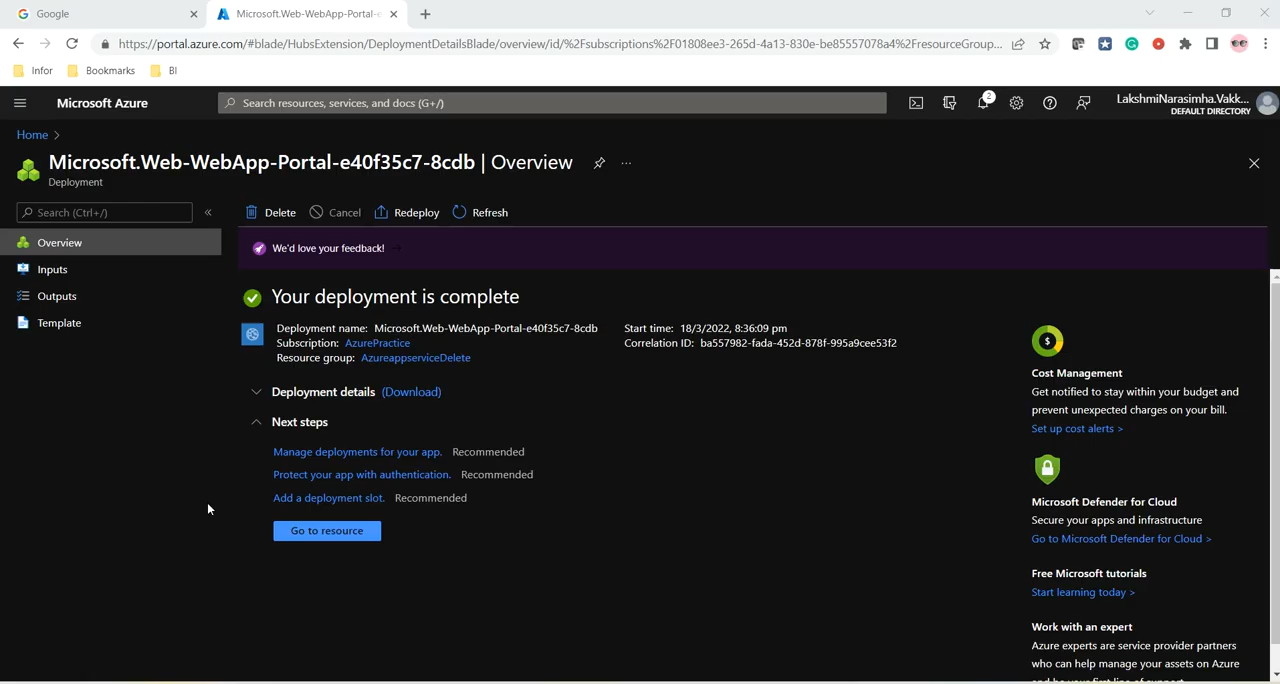 Google
Microsoft.Web-WebApp-Portal-e
https://portal.azure.com/#blade/HubsExtension/DeploymentDetailsBlade/overview/id/%2Fsubscriptions%2F01808ee3-265d-4a13-830e-be85557078a4%2FresourceGroup...
Infor
Bookmarks
BI
Microsoft Azure
Search resources, services, and docs (G+/)
2
LakshmiNarasimha.Vakk...
DEFAULT DIRECTORY
Home >
Microsoft.Web-WebApp-Portal-e40f35c7-8cdb | Overview
Deployment
Search (Ctrl+/)
«
Delete
Cancel
Redeploy
Refresh
Overview
Inputs
Outputs
Template
We'd love your feedback! →
Your deployment is complete
Deployment name: Microsoft.Web-WebApp-Portal-e40f35c7-8cdb
Subscription: AzurePractice
Resource group: AzureappserviceDelete
Start time: 18/3/2022, 8:36:09 pm
Correlation ID: ba557982-fada-452d-878f-995a9cee53f2
Deployment details (Download)
Next steps
Manage deployments for your app. Recommended
Protect your app with authentication. Recommended
Add a deployment slot. Recommended
Go to resource
$
Cost Management
Get notified to stay within your budget and
prevent unexpected charges on your bill.
Set up cost alerts >
Microsoft Defender for Cloud
Secure your apps and infrastructure
Go to Microsoft Defender for Cloud >
Free Microsoft tutorials
Start learning today >
Work with an expert
Azure experts are service provider partners
who can help manage your assets on Azure